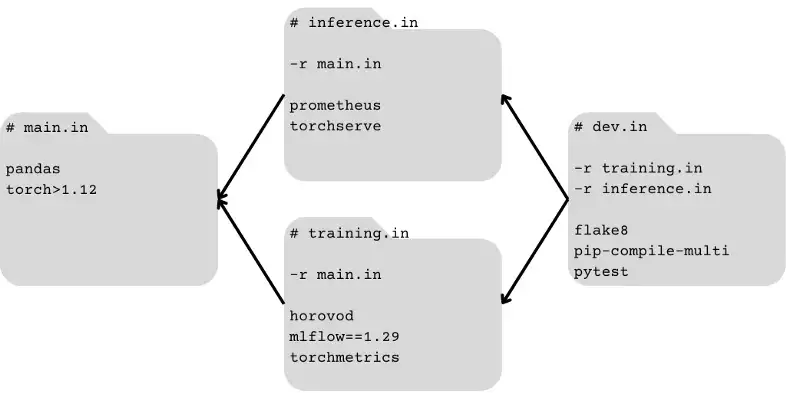 # main.in
pandas
torch>1.12
# inference.in
-r main.in
prometheus
torchserve
# training.in
-r main.in
horovod
mlflow==1.29
torchmetrics
# dev.in
-r training.in
-r inference.in
flake8
pip-compile-multi
pytest